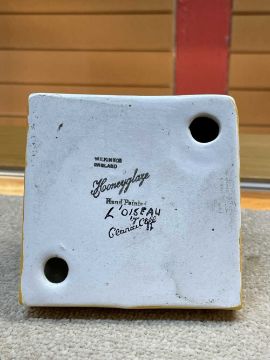 WILKINSON
ENGLAND
Honeyglaze
Hand Painted
L'OISEAU
Clarice Cliff